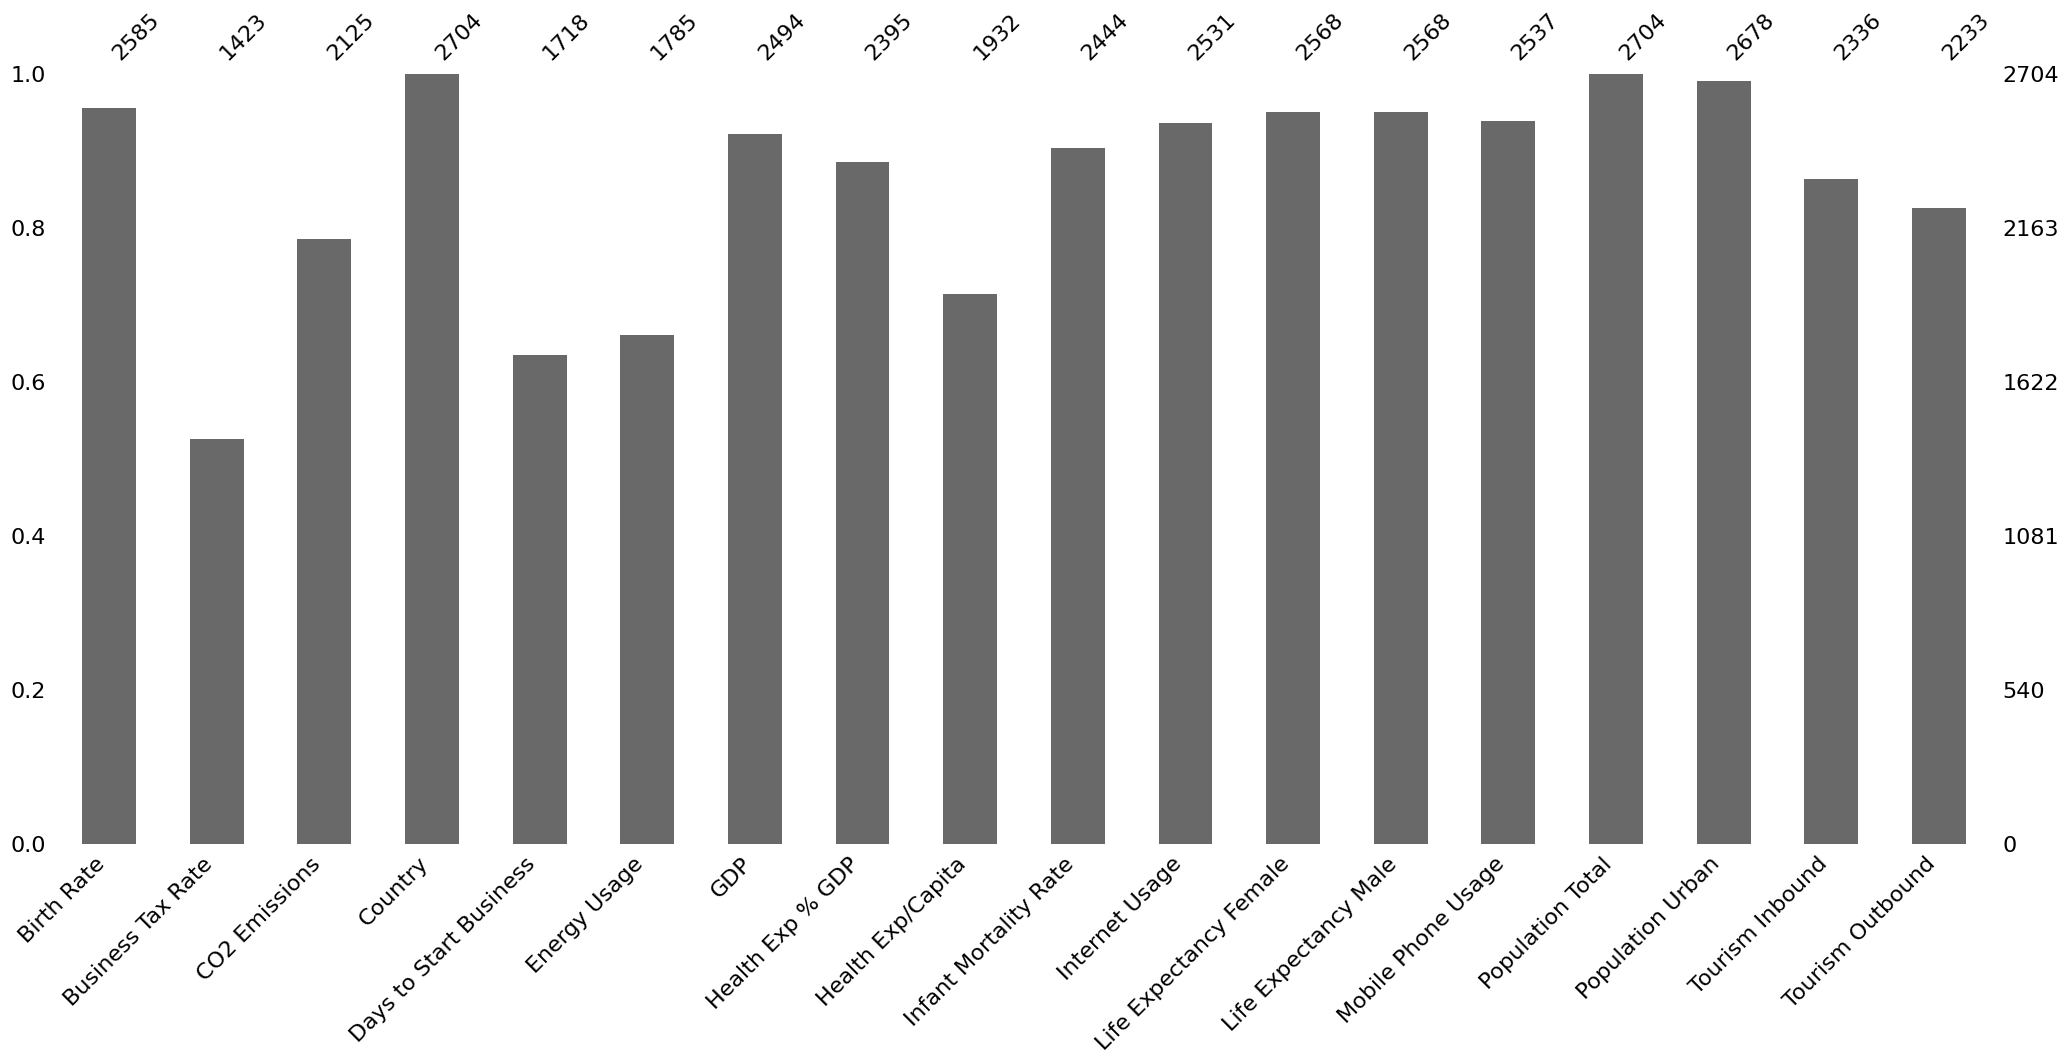 2585 1423 2125 2704 1718 1785 2494 2395 1932 2444 2531 2568 2568 2537 2704 2678 2336 2233
1.0 2704
0.8 2163
0.6 1622
0.4 1081
0.2 540
0.0 0
Birth Rate
Business Tax Rate
CO2 Emissions
Country
Days to Start Business
Energy Usage
GDP
Health Exp % GDP
Health Exp/Capita
Infant Mortality Rate
Internet Usage
Life Expectancy Female
Life Expectancy Male
Mobile Phone Usage
Population Total
Population Urban
Tourism Inbound
Tourism Outbound